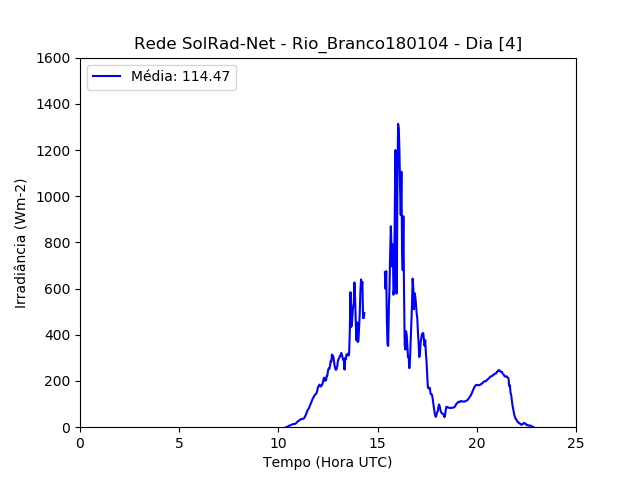 Rede SolRad-Net - Rio_Branco180104 - Dia [4]
Média: 114.47
Irradiância (Wm-2)
1600
1400
1200
1000
800
600
400
200
0
0 5 10 15 20 25
Tempo (Hora UTC)